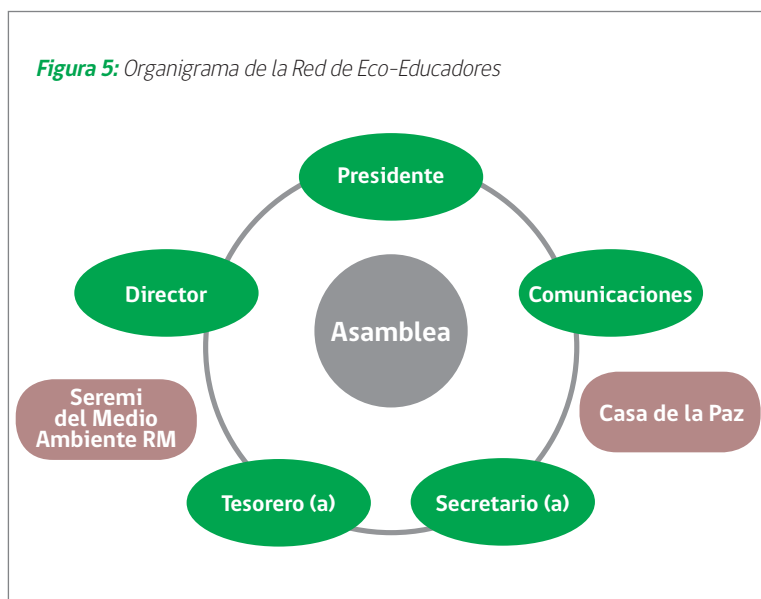 Figura 5: Organigrama de la Red de Eco-Educadores
Presidente
Director
Comunicaciones
Asamblea
Seremi
del Medio
Ambiente RM
Casa de la Paz
Tesorero (a)
Secretario (a)